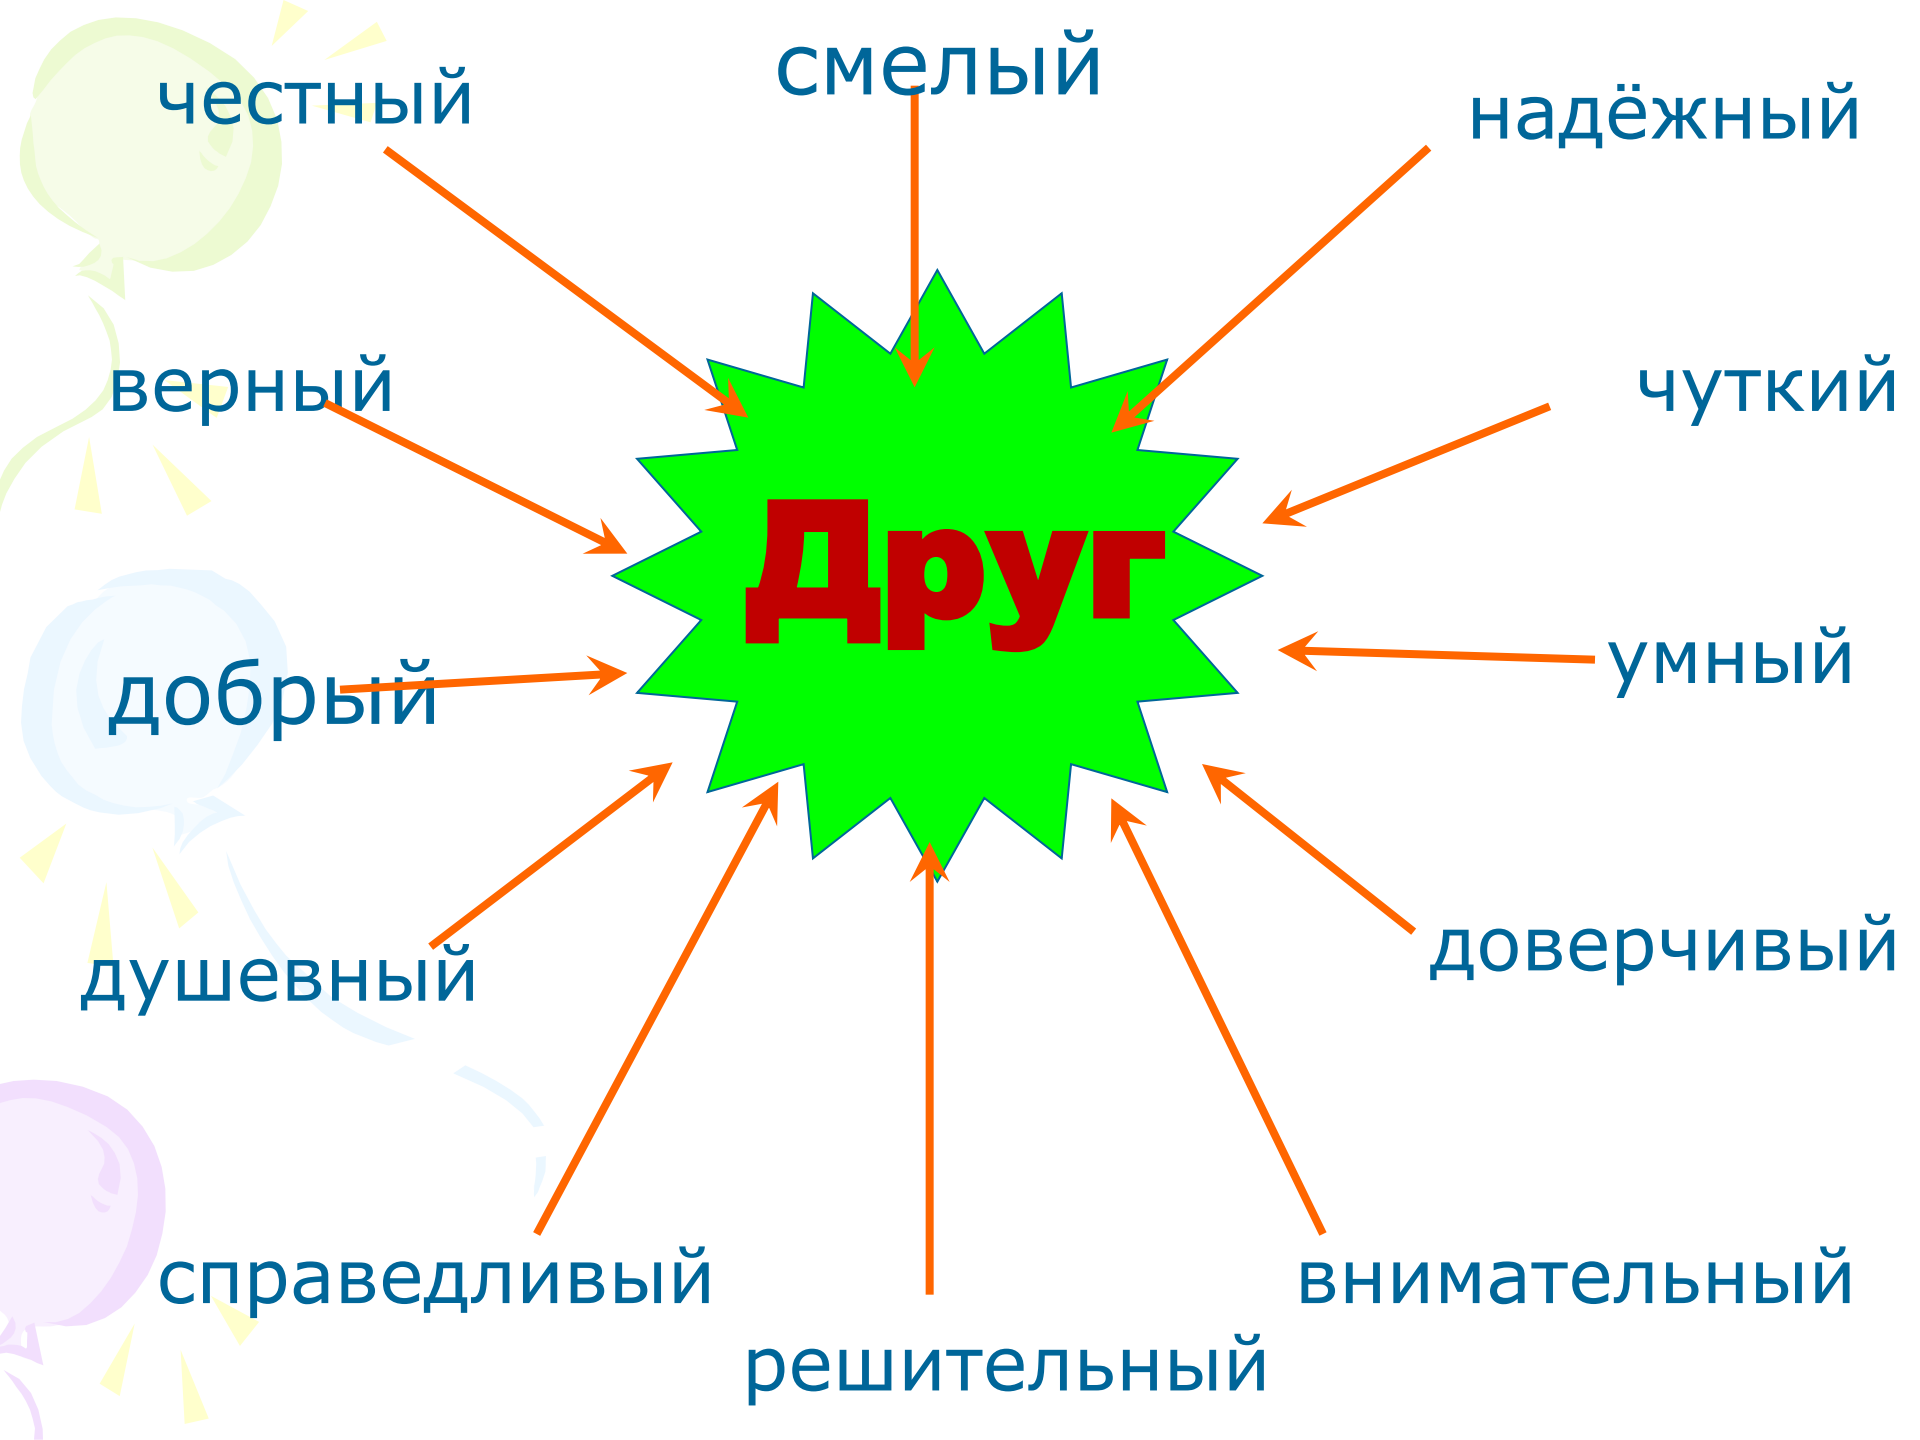 смелый
честный
надёжный
верный
чуткий
Друг
умный
добрый
доверчивый
душевный
справедливый
внимательный
решительный